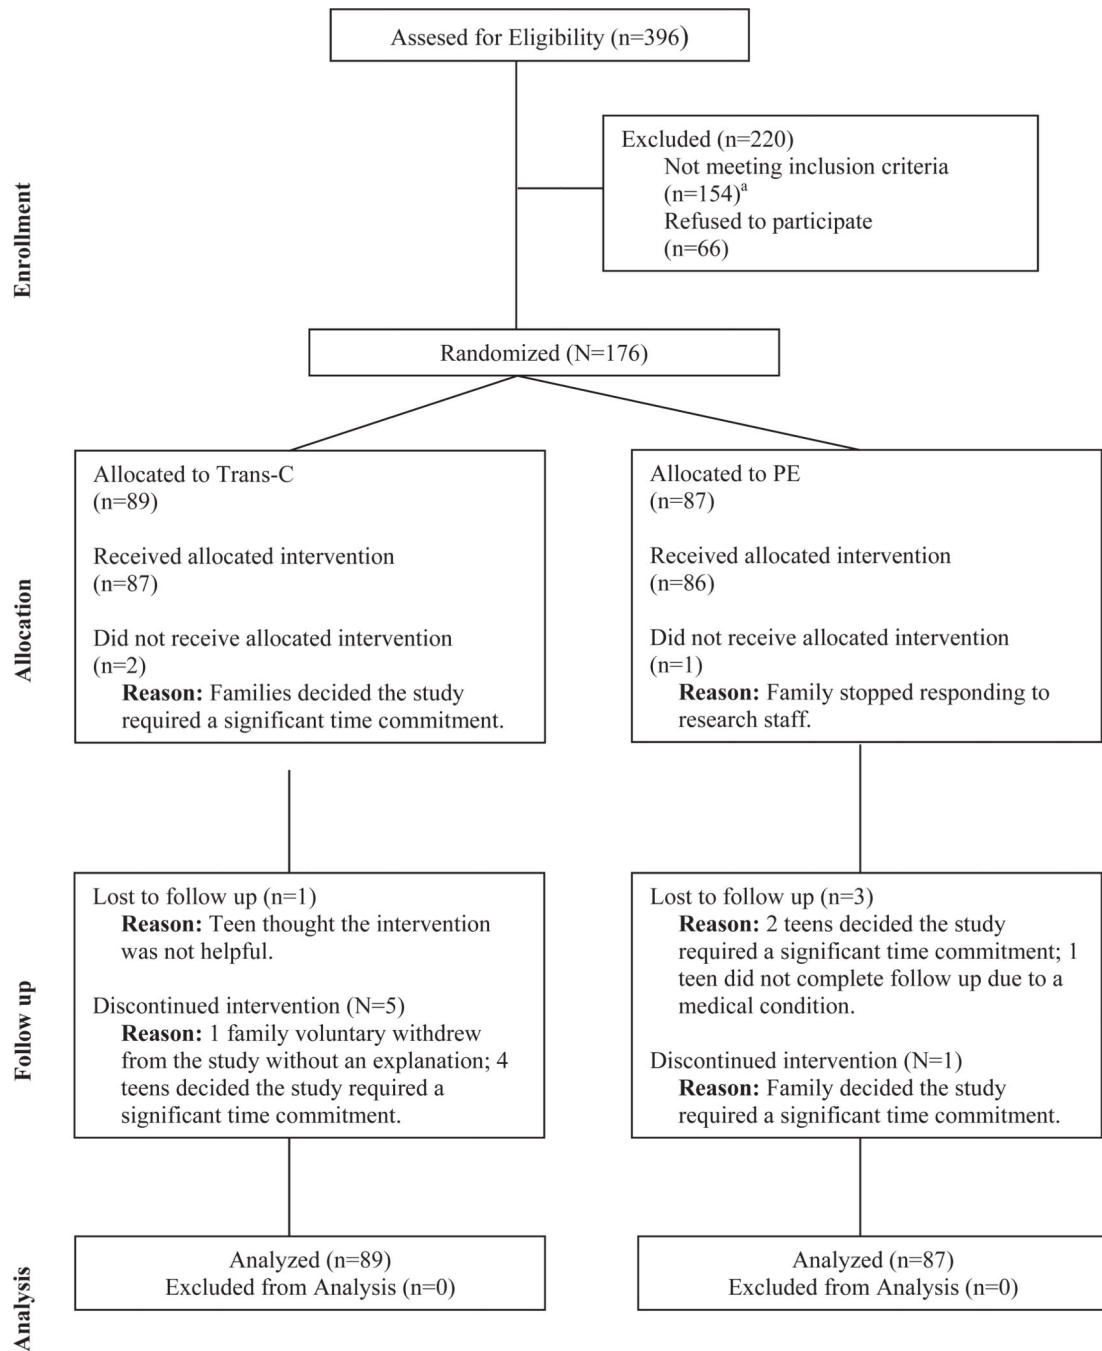 Assesed for Eligibility (n=396)
Enrollment
Excluded (n=220)
Not meeting inclusion criteria
(n=154)ᵃ
Refused to participate
(n=66)
Randomized (N=176)
Allocation
Allocated to Trans-C
(n=89)
Received allocated intervention
(n=87)
Did not receive allocated intervention
(n=2)
Reason: Families decided the study
required a significant time commitment.
Allocated to PE
(n=87)
Received allocated intervention
(n=86)
Did not receive allocated intervention
(n=1)
Reason: Family stopped responding to
research staff.
Follow up
Lost to follow up (n=1)
Reason: Teen thought the intervention
was not helpful.
Discontinued intervention (N=5)
Reason: 1 family voluntary withdrew
from the study without an explanation; 4
teens decided the study required a
significant time commitment.
Lost to follow up (n=3)
Reason: 2 teens decided the study
required a significant time commitment; 1
teen did not complete follow up due to a
medical condition.
Discontinued intervention (N=1)
Reason: Family decided the study
required a significant time commitment.
Analysis
Analyzed (n=89)
Excluded from Analysis (n=0)
Analyzed (n=87)
Excluded from Analysis (n=0)